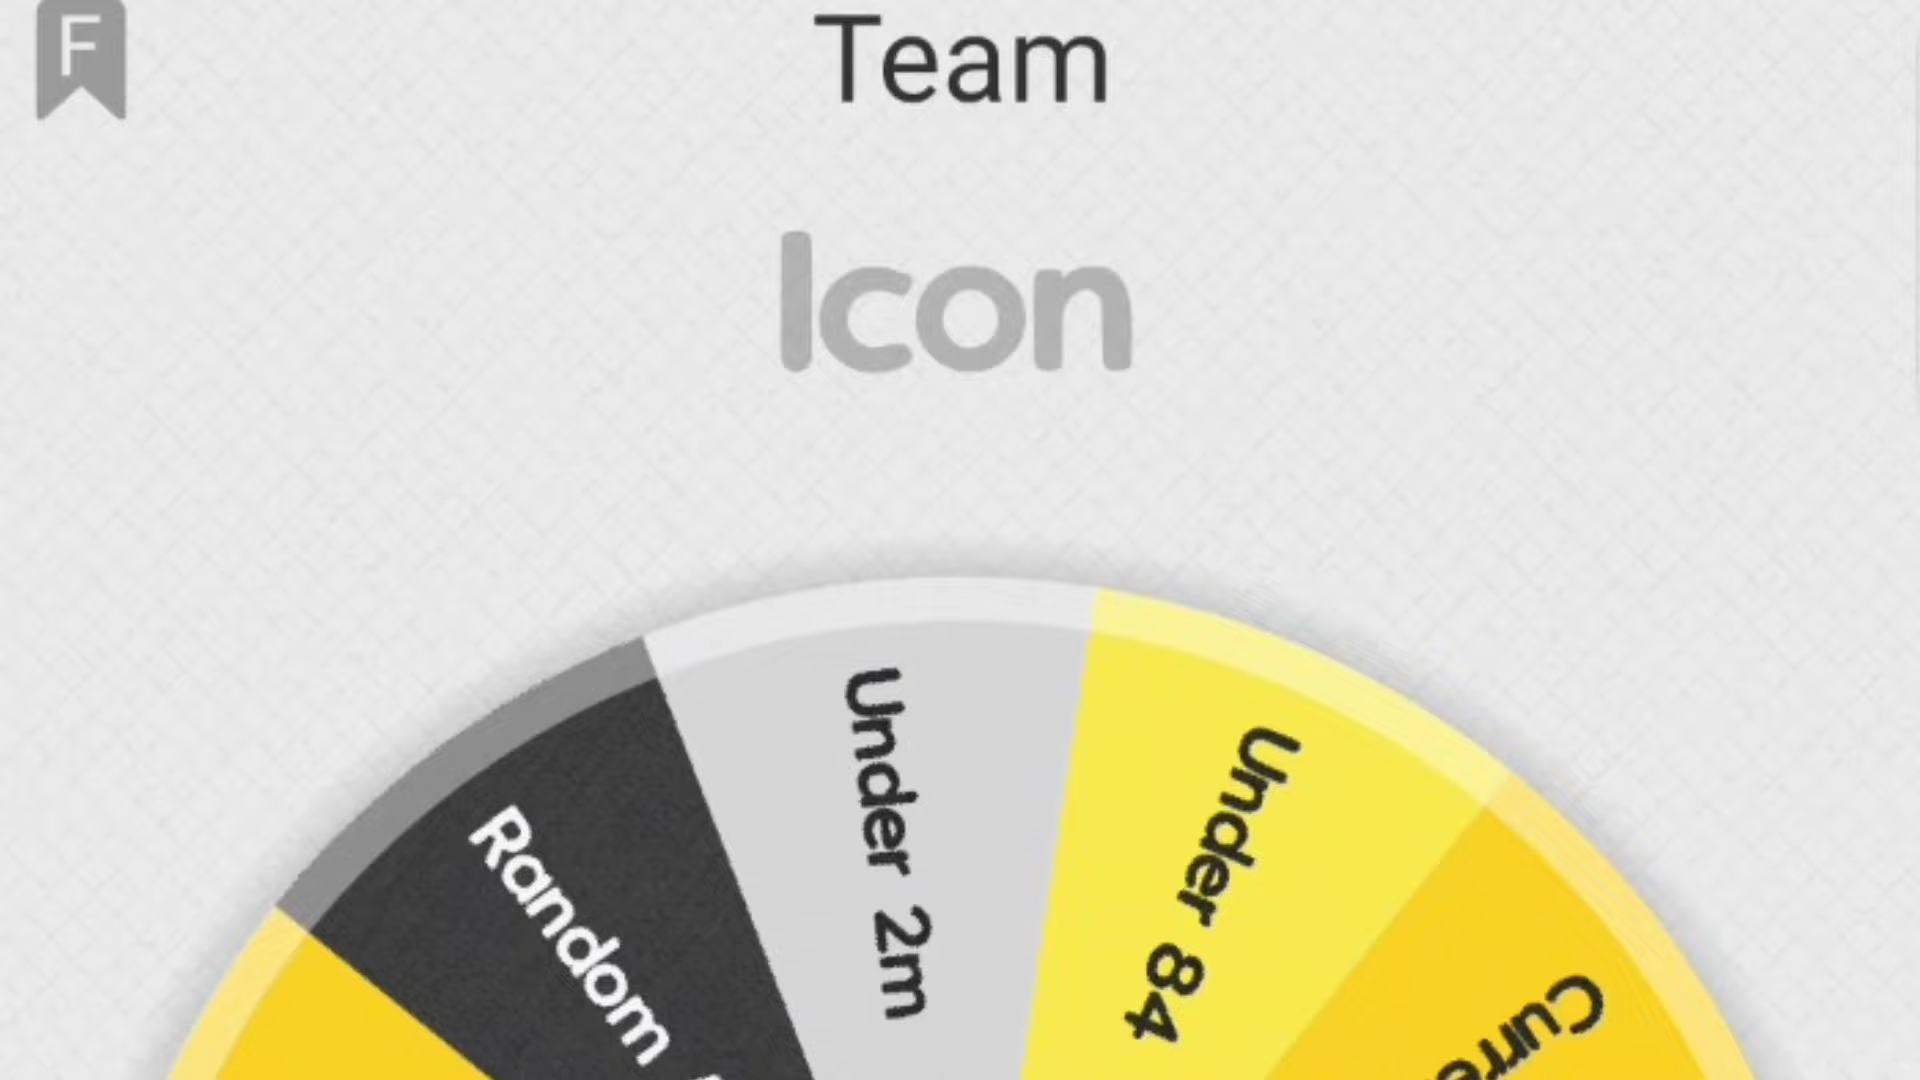 F
Team
Icon
Random
Under 2m
Under 84